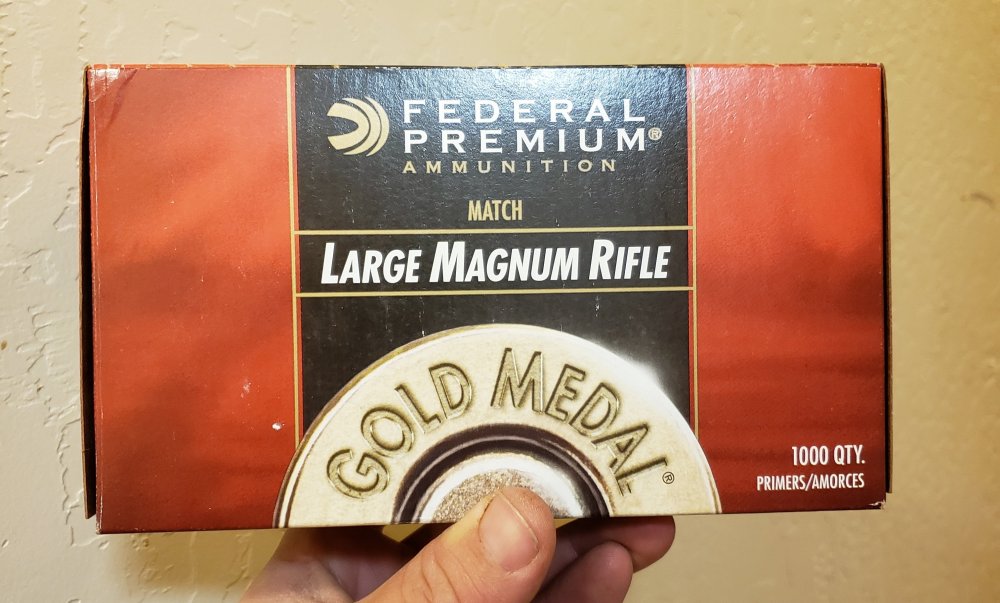 FEDERAL
PREMIUM®
AMMUNITION
MATCH
LARGE MAGNUM RIFLE
GOLD MEDAL®
1000 QTY.
PRIMERS/AMORCES